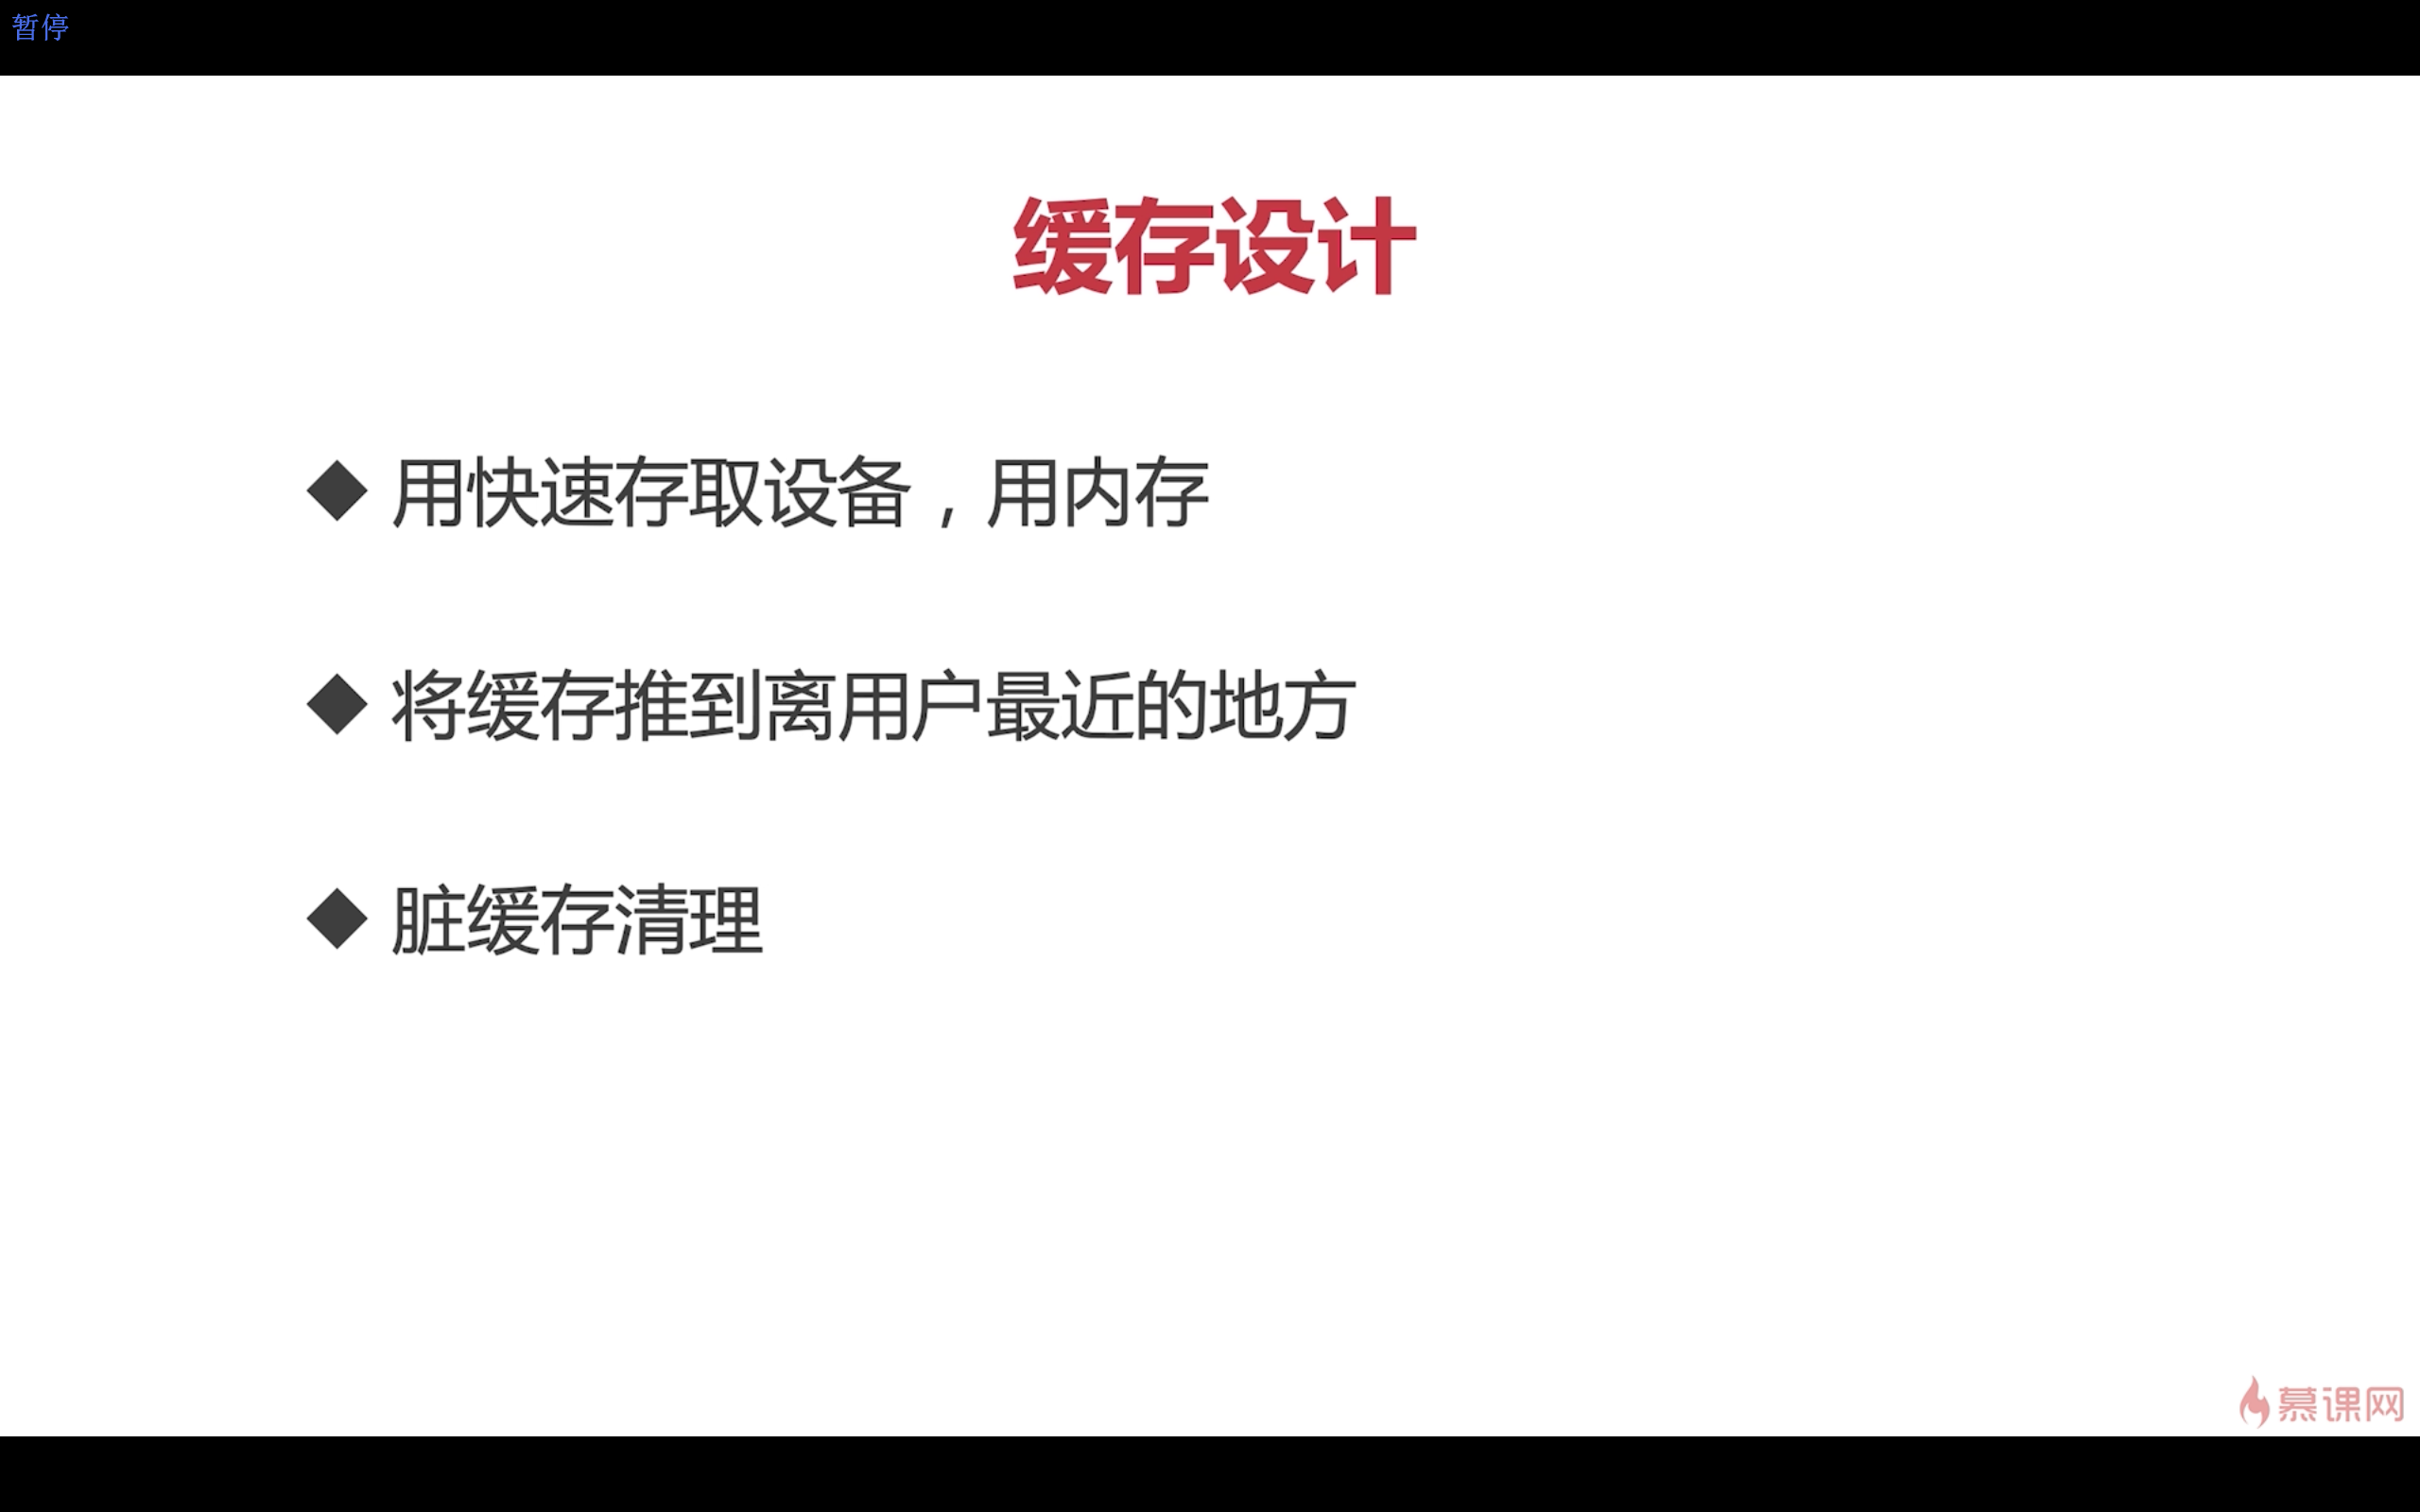 暂停
缓存设计
◆ 用快速存取设备，用内存
◆ 将缓存推到离用户最近的地方
◆ 脏缓存清理
慕课网